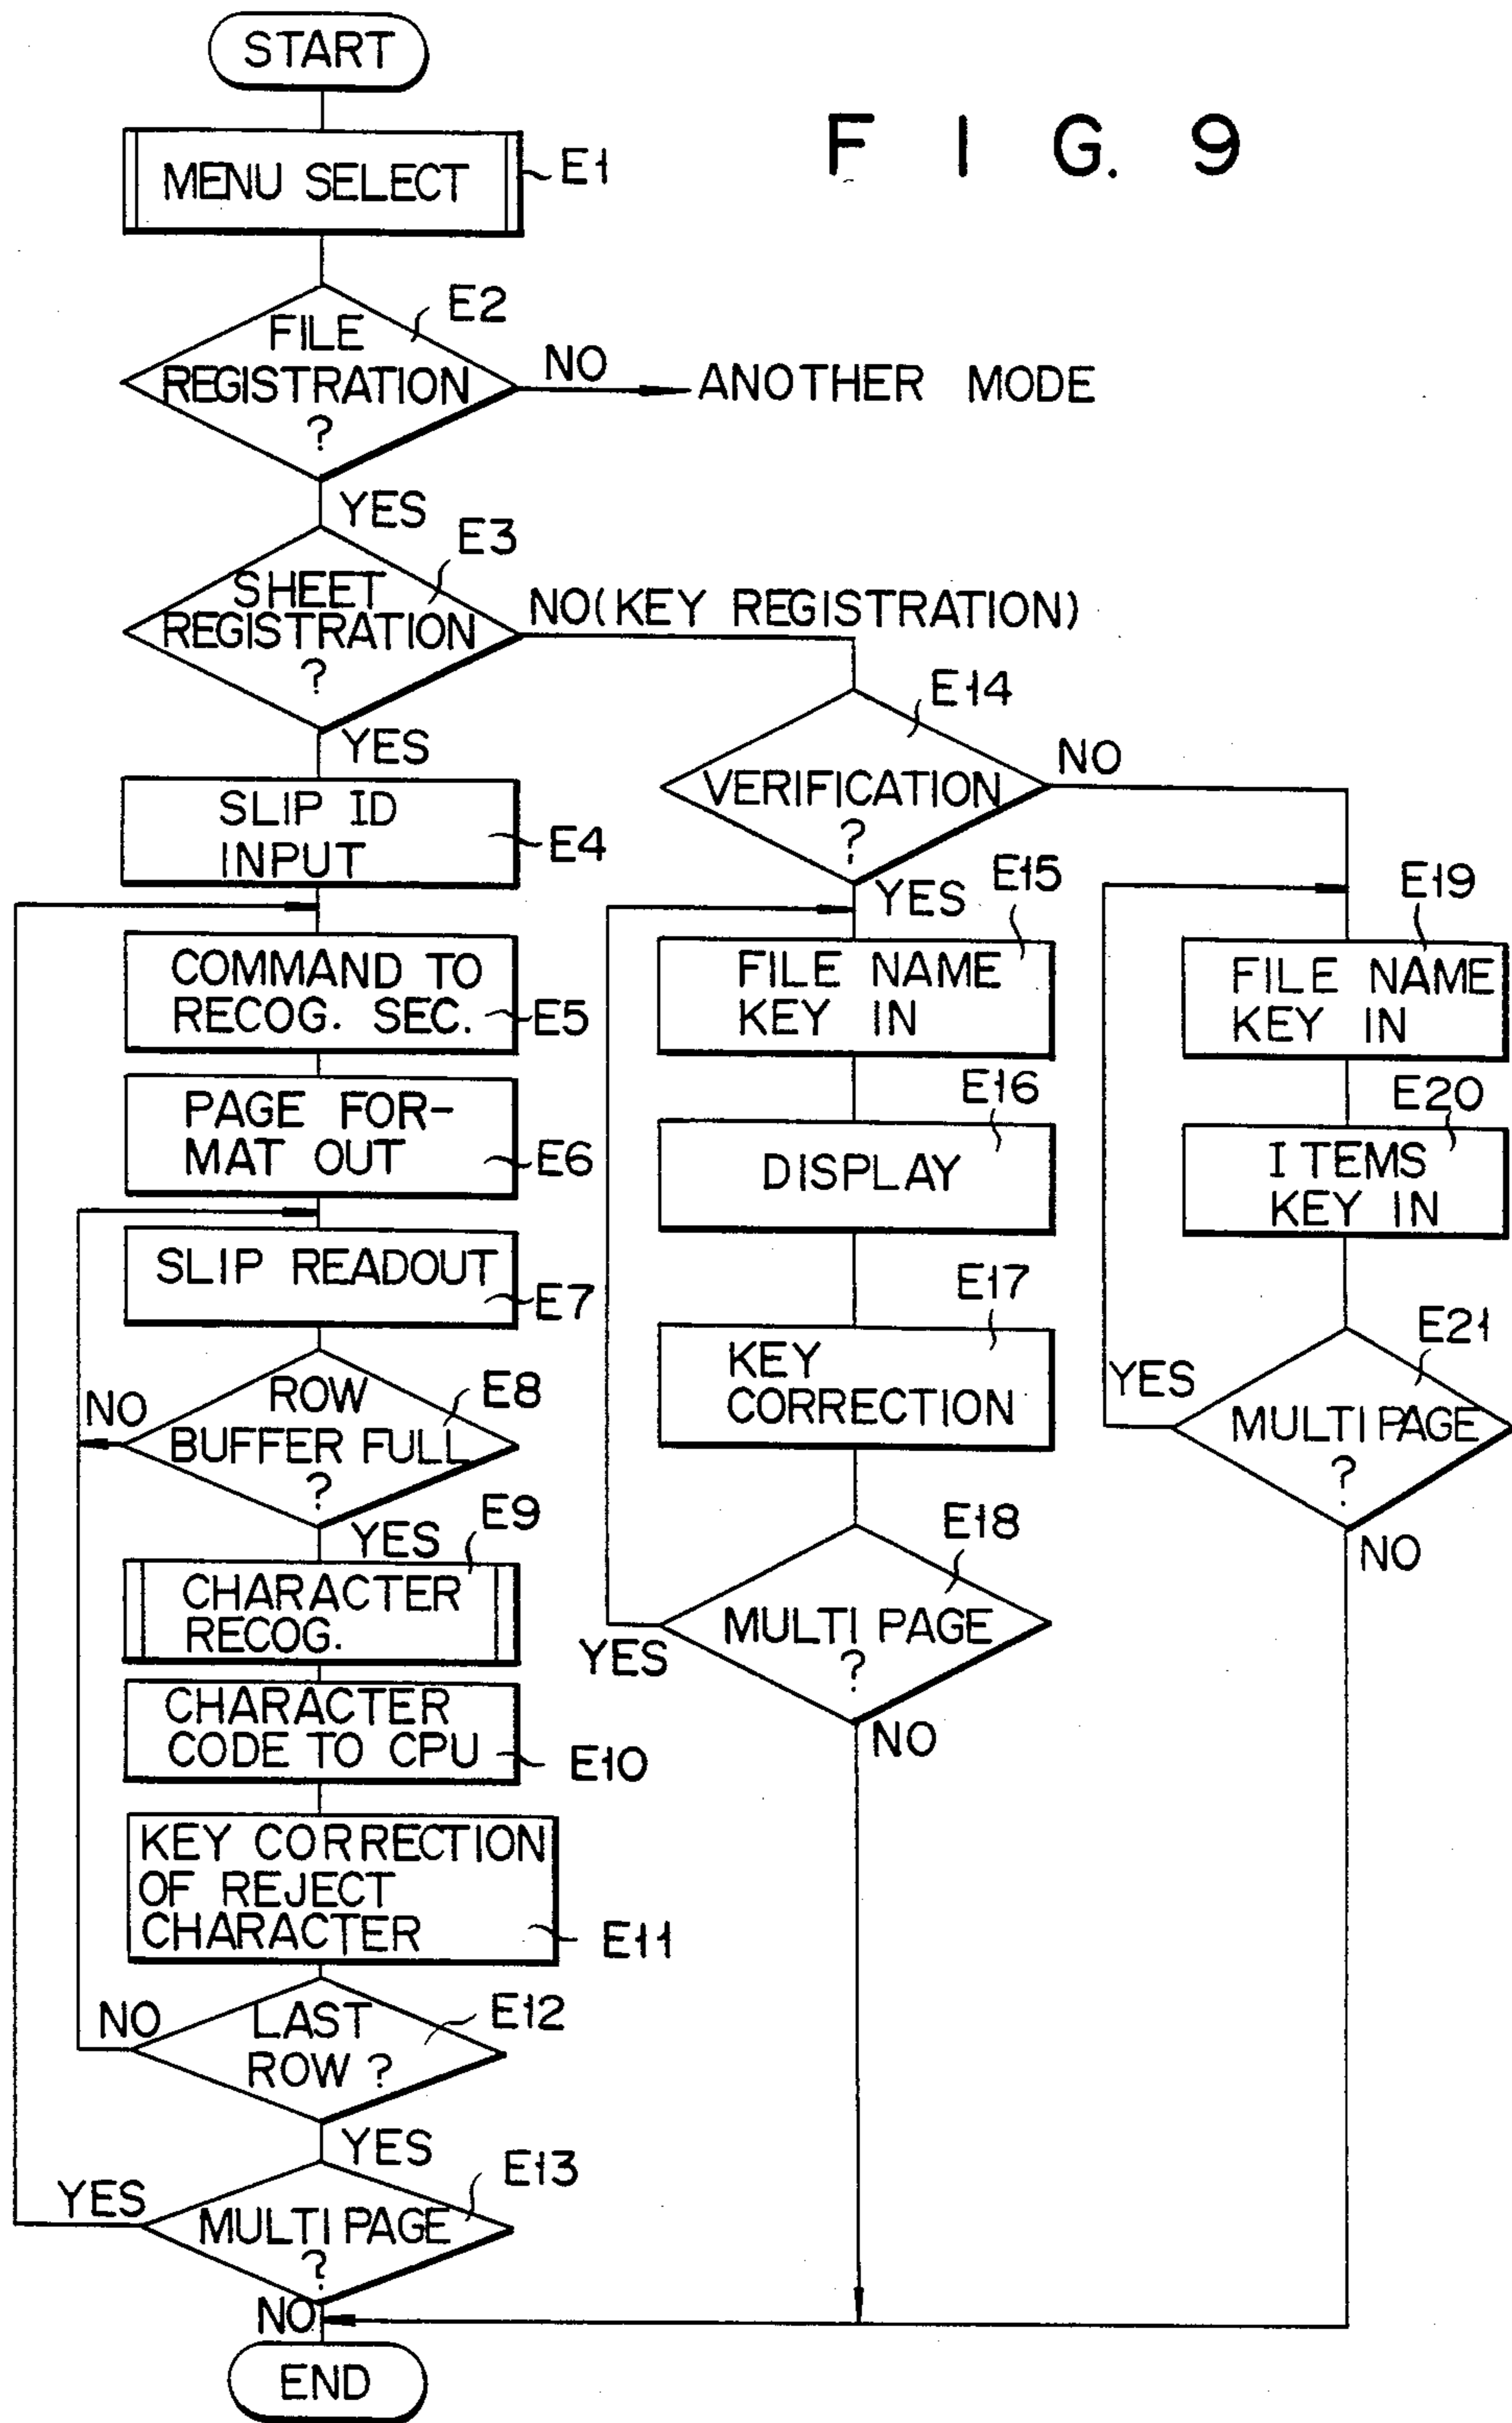 START
F I G. 9
MENU SELECT
E1
E2
FILE
REGISTRATION
?
NO
ANOTHER MODE
YES
E3
SHEET
REGISTRATION
?
NO(KEY REGISTRATION)
YES
E14
VERIFICATION
?
NO
YES
SLIP ID
INPUT
E4
COMMAND TO
RECOG. SEC.
E5
PAGE FOR-
MAT OUT
E6
SLIP READOUT
E7
ROW
BUFFER FULL
?
E8
NO
YES
E9
CHARACTER
RECOG.
CHARACTER
CODE TO CPU
E10
KEY CORRECTION
OF REJECT
CHARACTER
E11
LAST
ROW ?
E12
NO
YES
E13
MULTI PAGE
?
YES
NO
END
E15
FILE NAME
KEY IN
E16
DISPLAY
E17
KEY
CORRECTION
E18
MULTI PAGE
?
YES
NO
E19
FILE NAME
KEY IN
E20
ITEMS
KEY IN
E21
MULTI PAGE
?
YES
NO